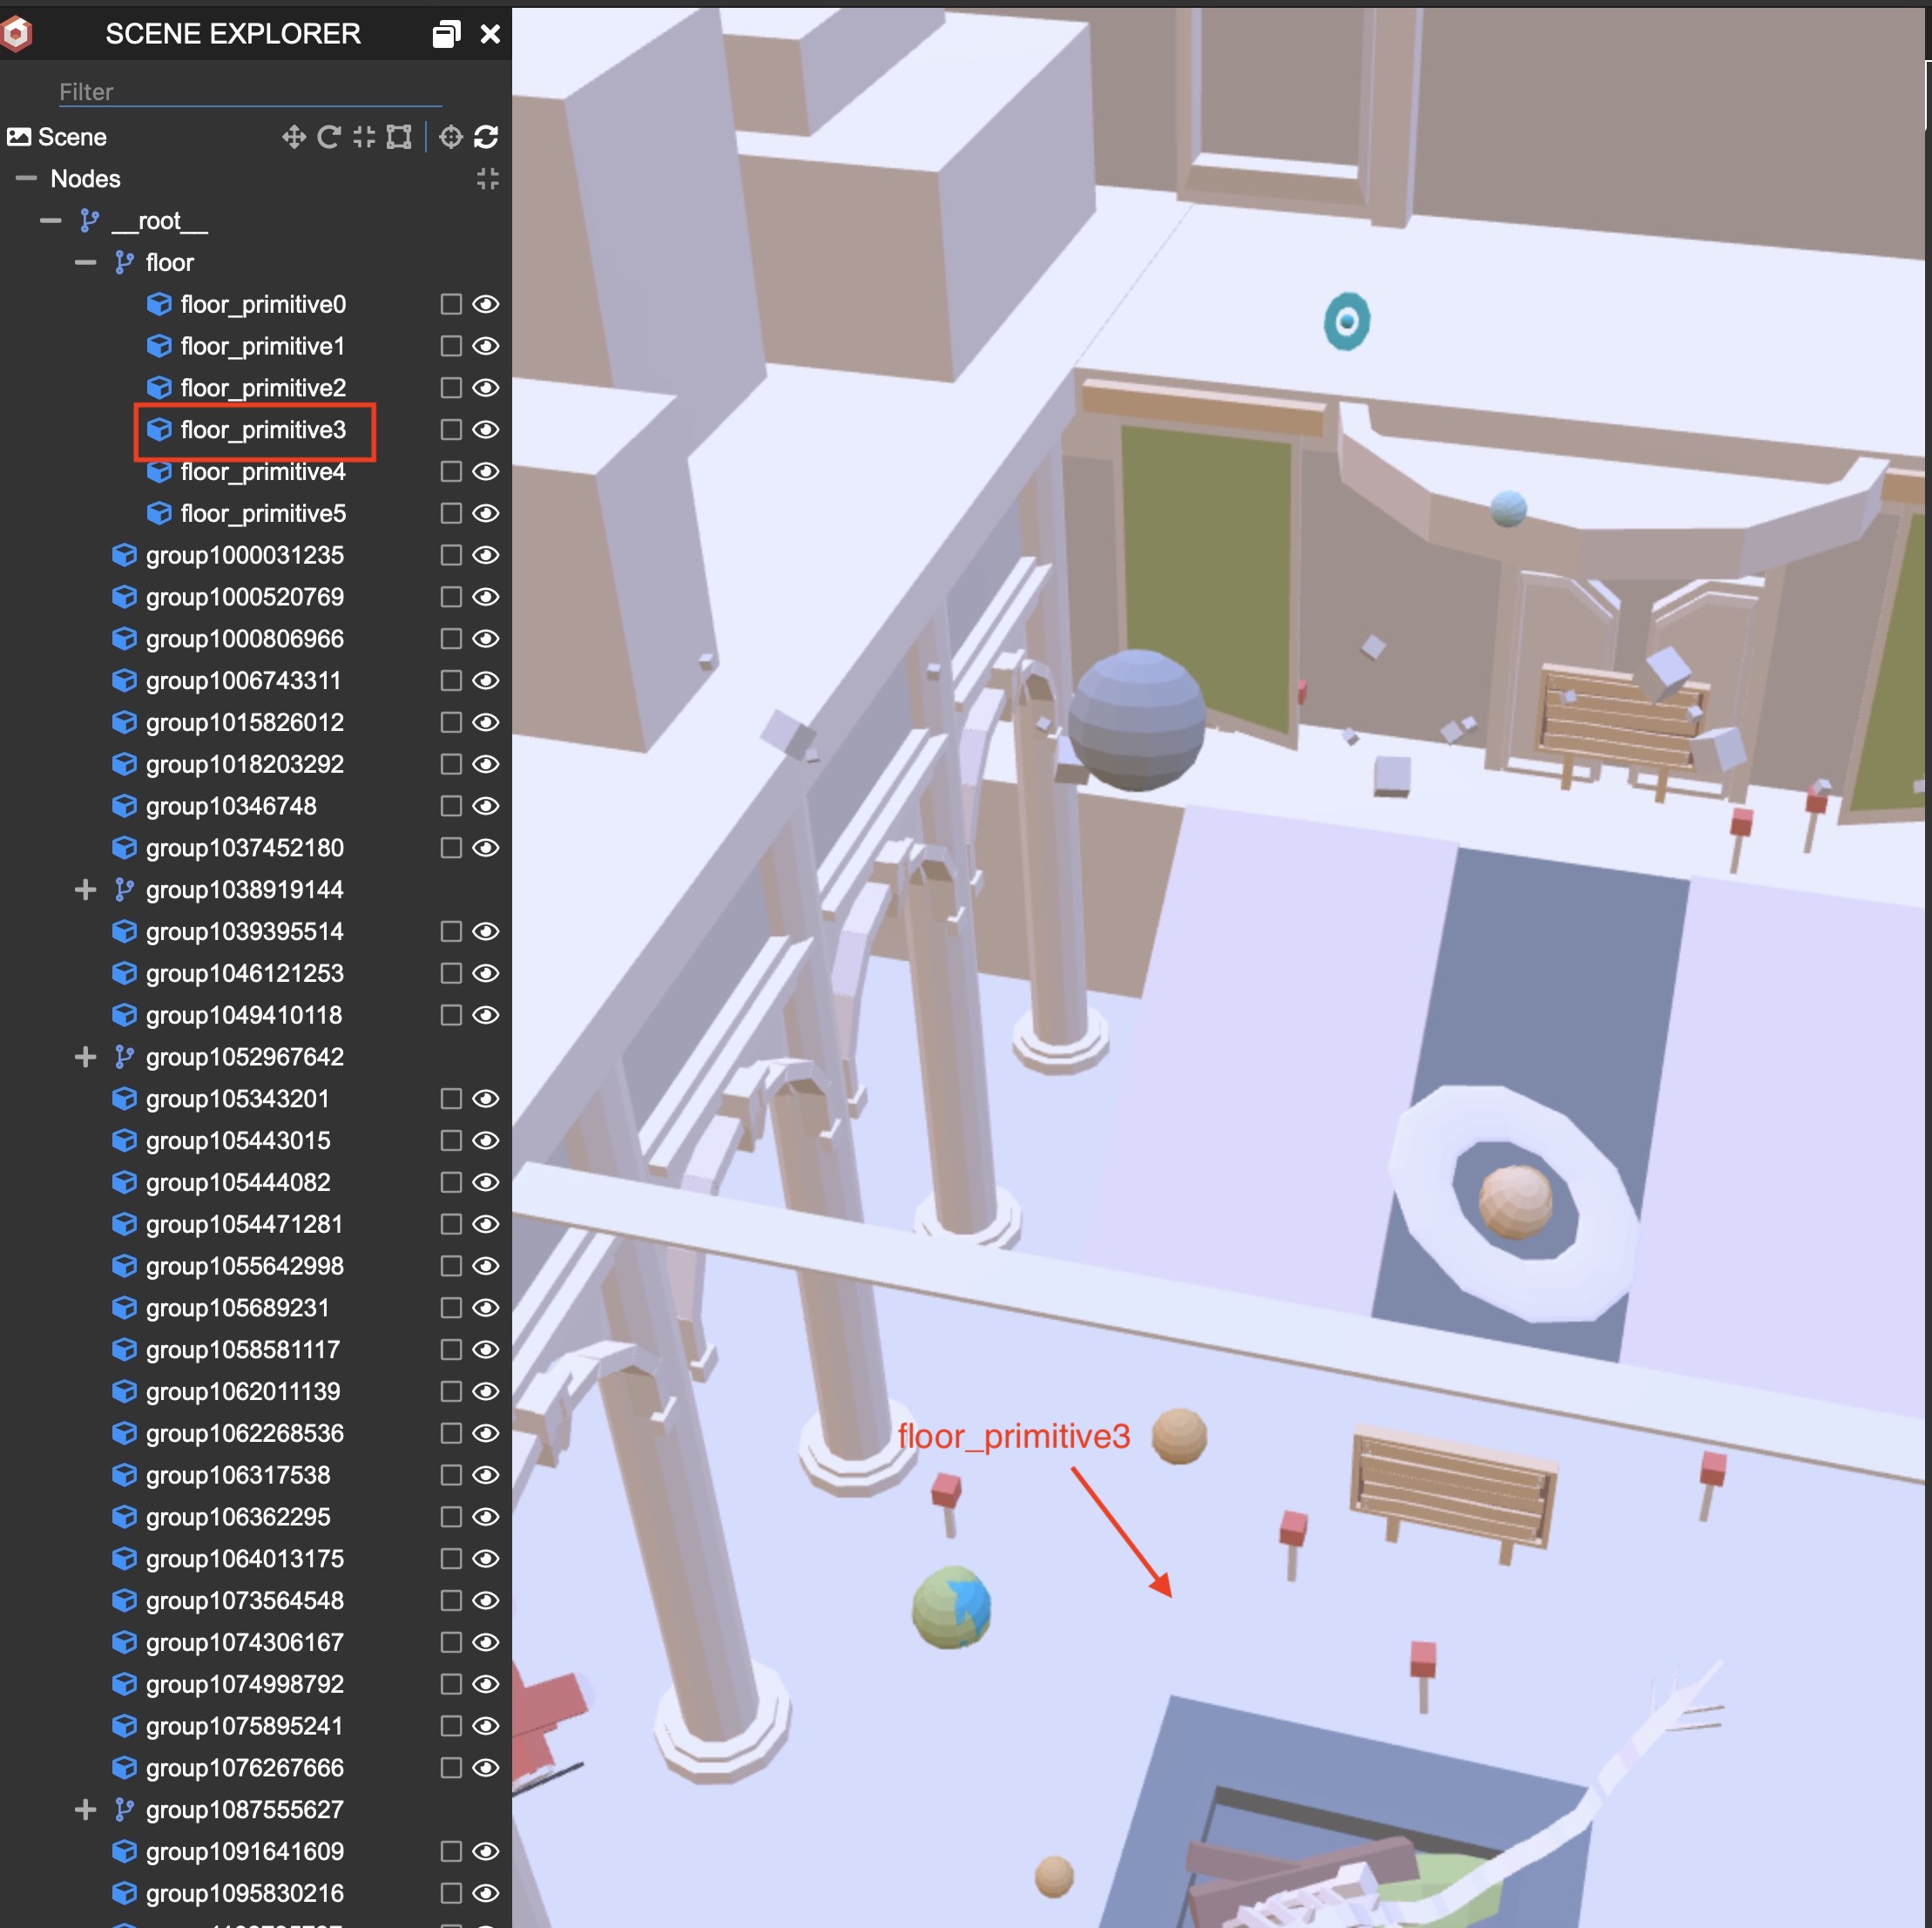 SCENE EXPLORER
Filter
Scene
Nodes
__root__
floor
floor_primitive0
floor_primitive1
floor_primitive2
floor_primitive3
floor_primitive4
floor_primitive5
group1000031235
group1000520769
group1000806966
group1006743311
group1015826012
group1018203292
group10346748
group1037452180
group1038919144
group1039395514
group1046121253
group1049410118
group1052967642
group105343201
group105443015
group105444082
group1054471281
group1055642998
group105689231
group1058581117
group1062011139
group1062268536
group106317538
group106362295
group1064013175
group1073564548
group1074306167
group1074998792
group1075895241
group1076267666
group1087555627
group1091641609
group1095830216
floor_primitive3